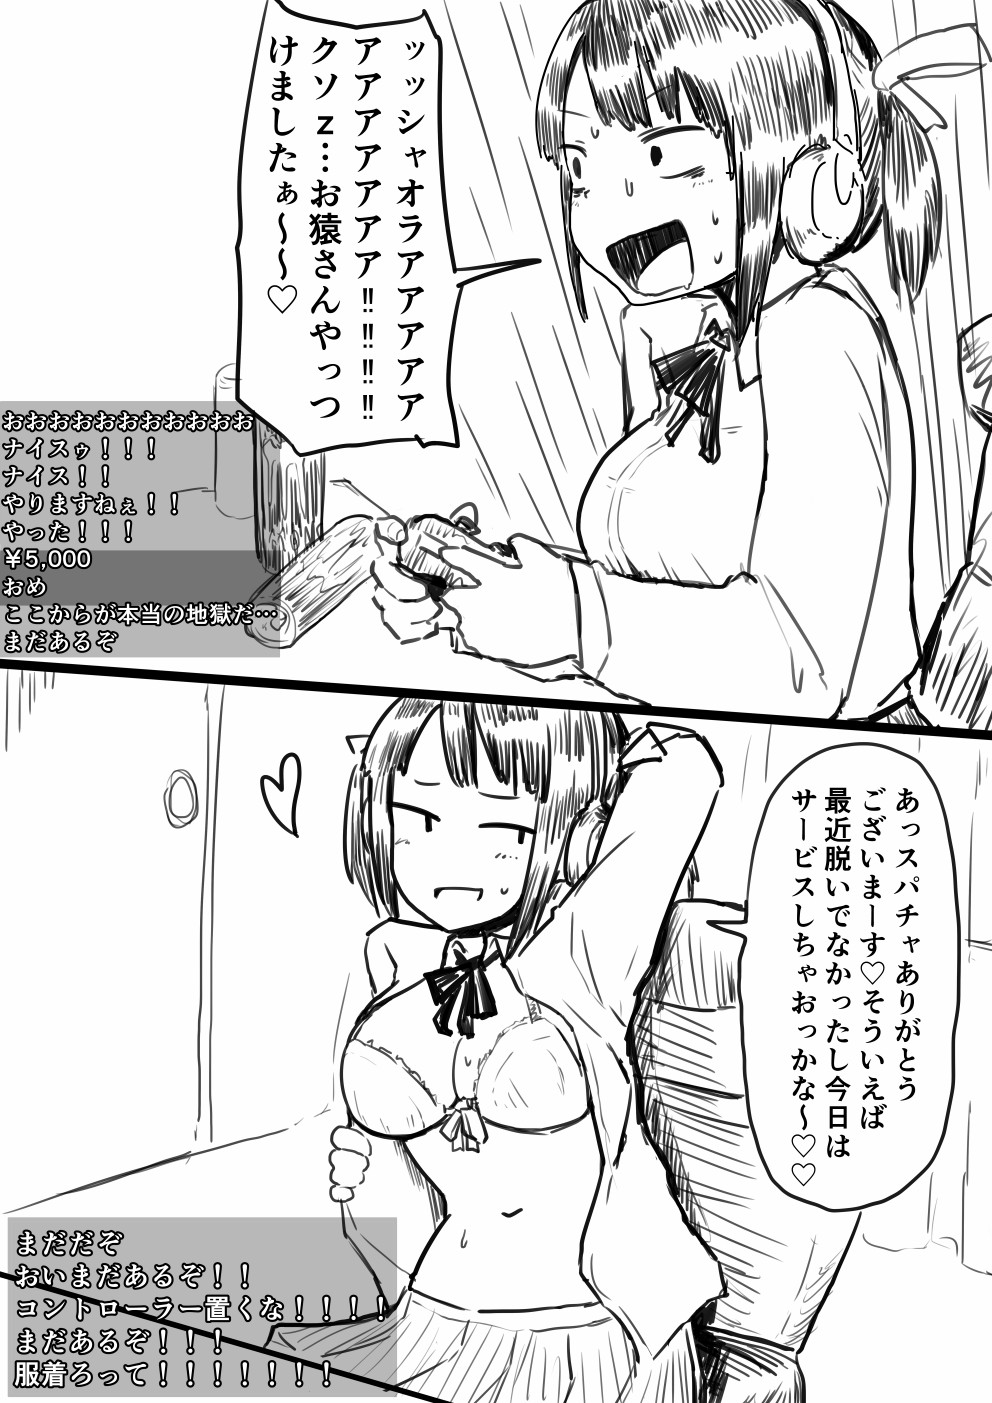 ッッシャオラアアアアア
アアアアアアアア!!!!!!!!
クソz…お猿さんやっつ
けましたぁ～～♡
おおおおおおおおおおお
ナイスゥ！！！
ナイス！！
やりますねぇ！！
やった！！！
￥5,000
おめ
ここからが本当の地獄だ…
まだあるぞ
あっスパチャありがとう
ございまーす♡そういえば
最近脱いでなかったし今日は
サービスしちゃおっかな～♡♡
まだだぞ
おいまだあるぞ！！
コントローラー置くな！！！！
まだあるぞ！！！
服着ろって！！！！！！！